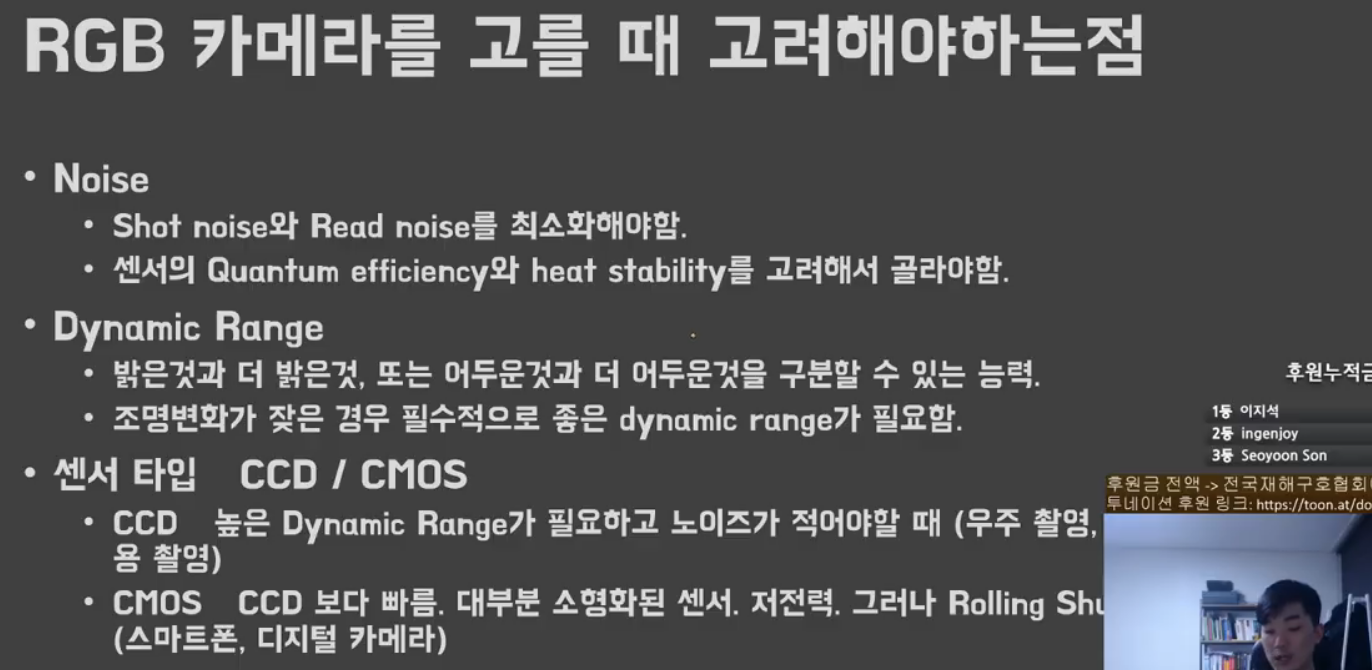 RGB 카메라를 고를 때 고려해야하는점
• Noise
• Shot noise와 Read noise를 최소화해야함.
• 센서의 Quantum efficiency와 heat stability를 고려해서 골라야함.
• Dynamic Range
• 밝은것과 더 밝은것, 또는 어두운것과 더 어두운것을 구분할 수 있는 능력.
• 조명변화가 잦은 경우 필수적으로 좋은 dynamic range가 필요함.
• 센서 타입 CCD / CMOS
• CCD 높은 Dynamic Range가 필요하고 노이즈가 적어야할 때 (우주 촬영,
용 촬영)
• CMOS CCD 보다 빠름. 대부분 소형화된 센서. 저전력. 그러나 Rolling Shu
(스마트폰, 디지털 카메라)
후원누적금
1등 이지석
2등 ingenjoy
3등 Seoyoon Son
후원금 전액 -> 전국재해구호협회
투네이션 후원 링크: https://toon.at/do